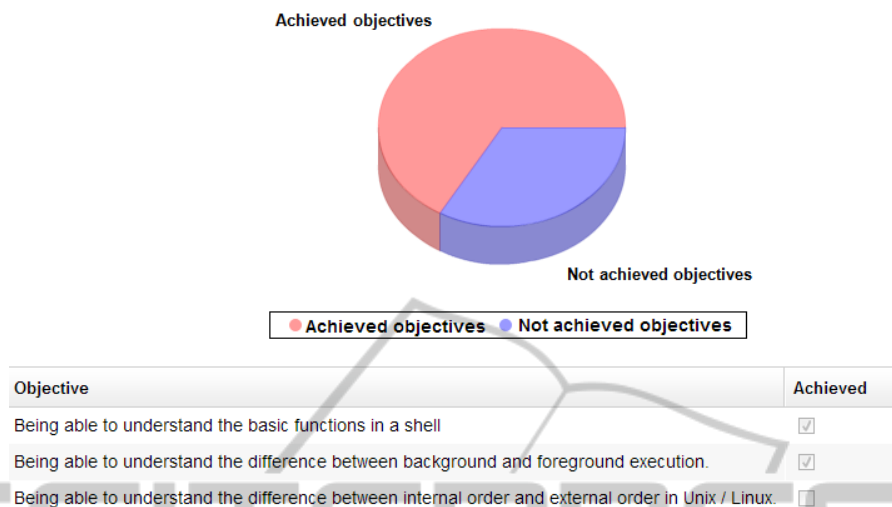 Achieved objectives
Not achieved objectives
Achieved objectives Not achieved objectives
Objective Achieved
Being able to understand the basic functions in a shell
Being able to understand the difference between background and foreground execution.
Being able to understand the difference between internal order and external order in Unix / Linux.